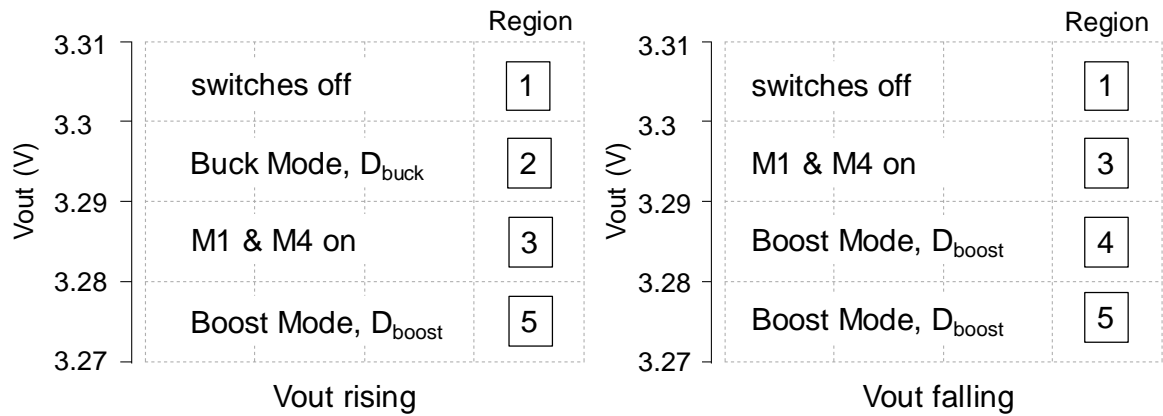 Region
3.31
switches off 1
3.3
Buck Mode, Dbuck 2
Vout (V)
3.29
M1 & M4 on 3
3.28
Boost Mode, Dboost 5
3.27
Vout rising
Region
3.31
switches off 1
3.3
M1 & M4 on 3
Vout (V)
3.29
Boost Mode, Dboost 4
3.28
Boost Mode, Dboost 5
3.27
Vout falling